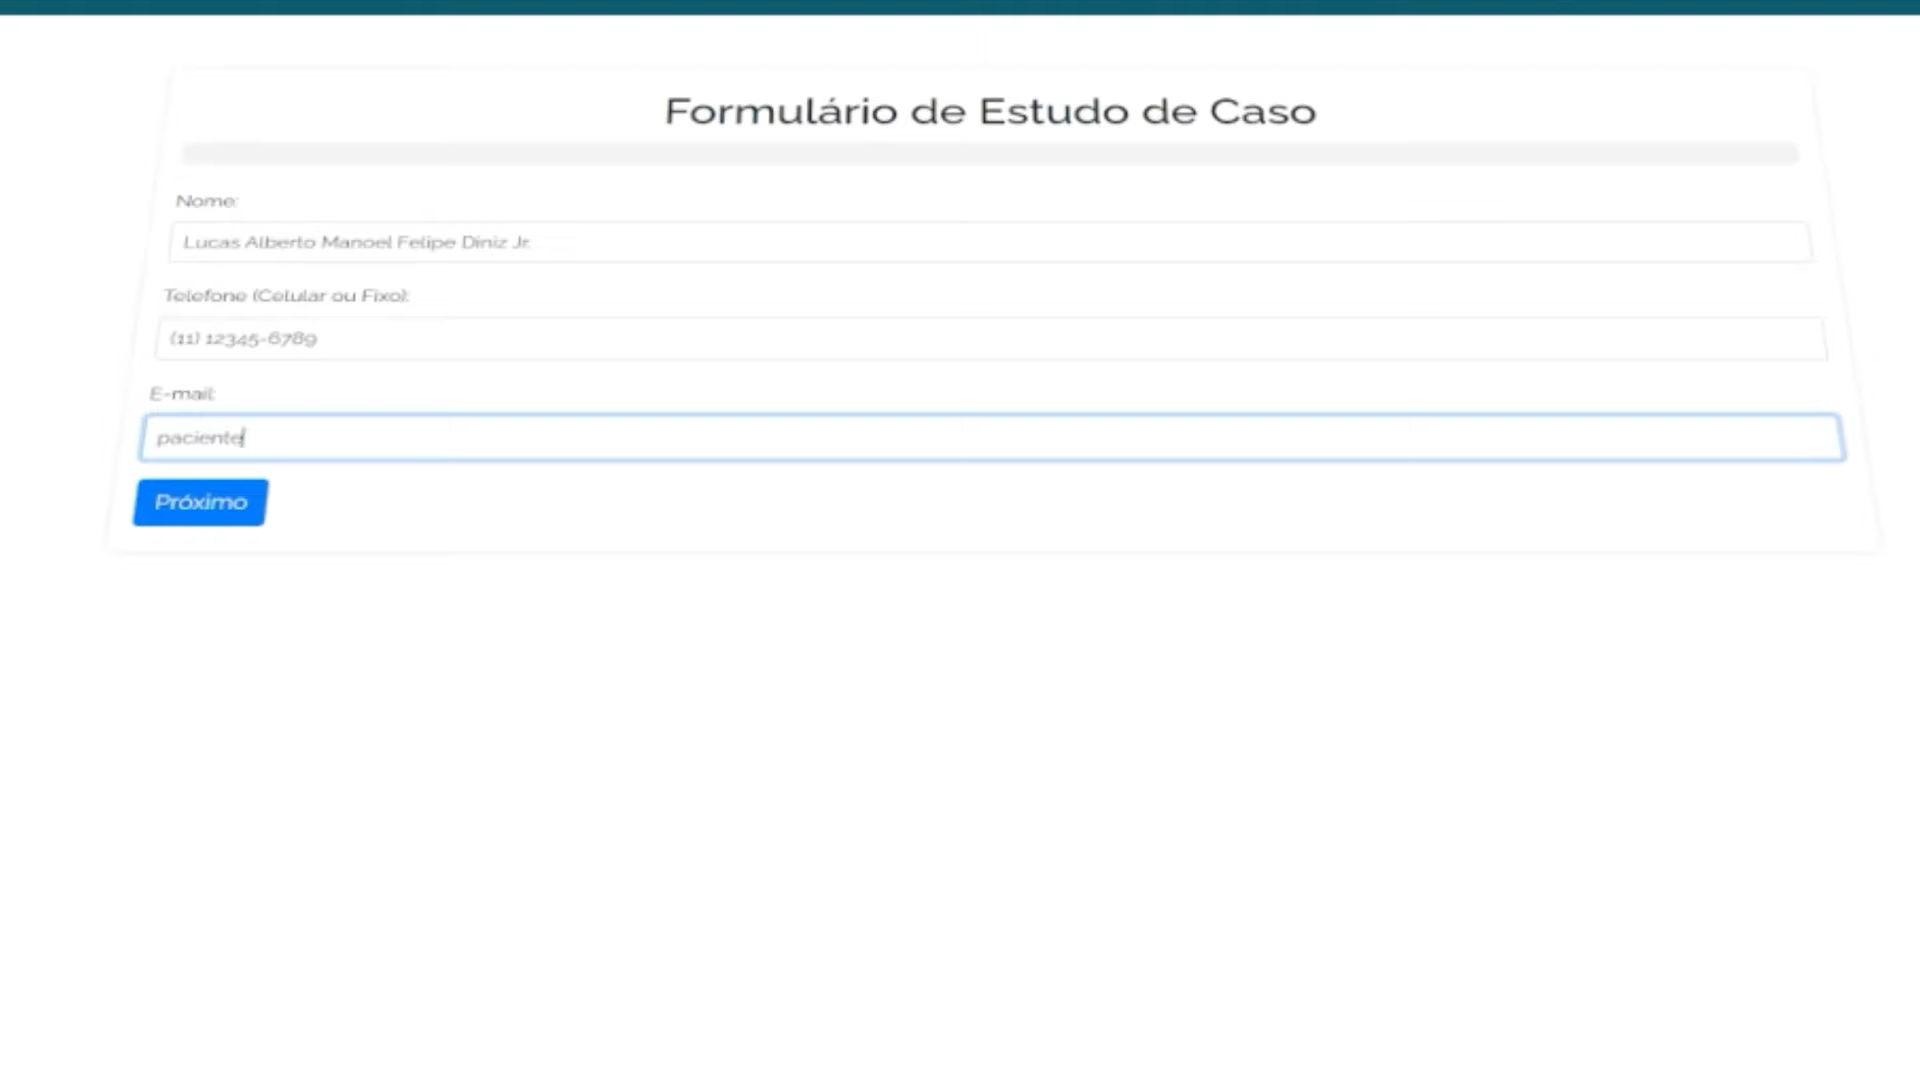 Formulário de Estudo de Caso
Nome:
Lucas Alberto Manoel Felipe Diniz Jr.
Telefone (Celular ou Fixo):
(11) 12345-6789
E-mail:
paciente
Próximo